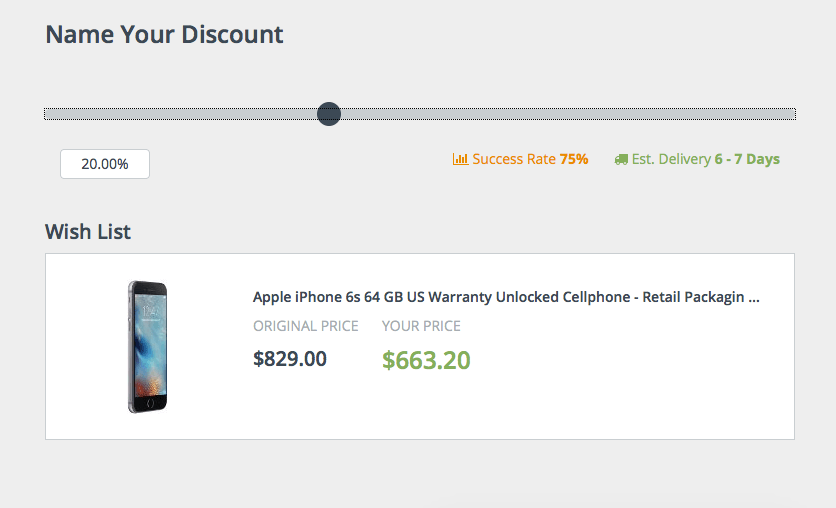 Name Your Discount
20.00%
Success Rate 75%
Est. Delivery 6 - 7 Days
Wish List
Apple iPhone 6s 64 GB US Warranty Unlocked Cellphone - Retail Packagin ...
ORIGINAL PRICE
YOUR PRICE
$829.00
$663.20